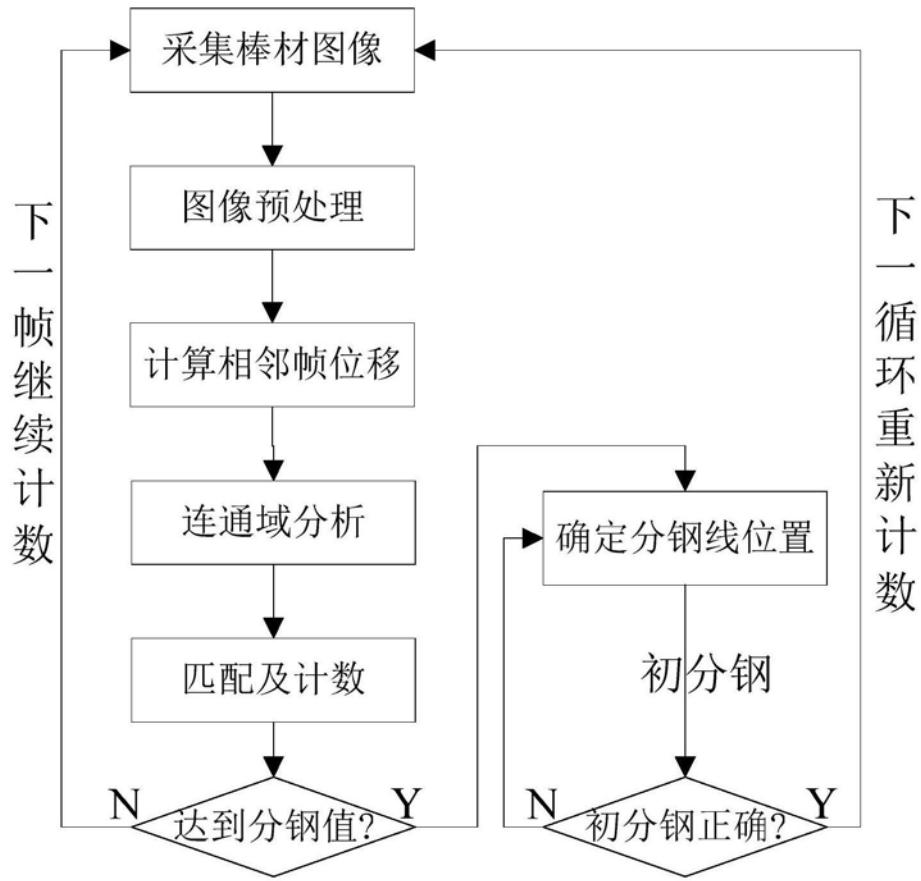 采集棒材图像
图像预处理
计算相邻帧位移
连通域分析
匹配及计数
达到分钢值?
N
Y
下一帧继续计数
确定分钢线位置
初分钢
初分钢正确?
N
Y
下一循环重新计数